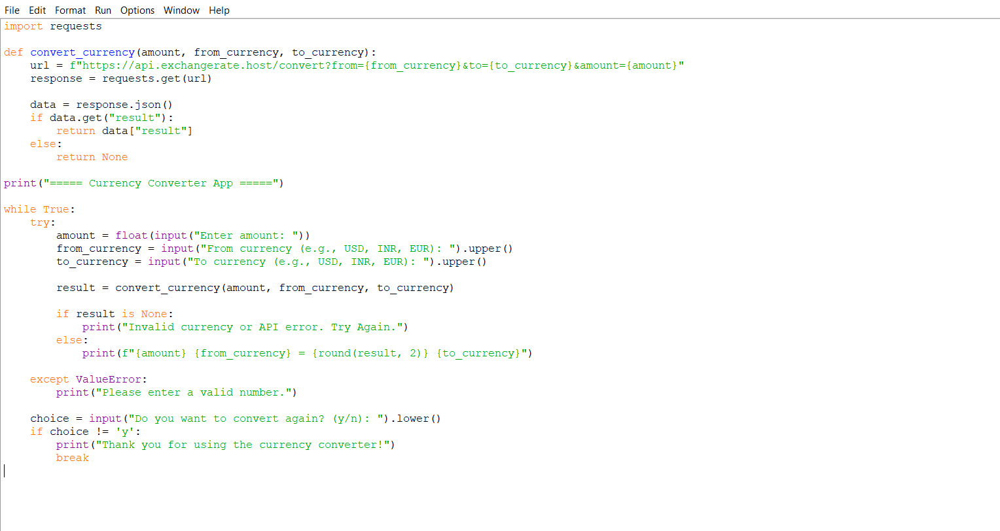 File Edit Format Run Options Window Help
import requests

def convert_currency(amount, from_currency, to_currency):
    url = f"https://api.exchangerate.host/convert?from={from_currency}&to={to_currency}&amount={amount}"
    response = requests.get(url)

    data = response.json()
    if data.get("result"):
        return data["result"]
    else:
        return None

print("===== Currency Converter App =====")

while True:
    try:
        amount = float(input("Enter amount: "))
        from_currency = input("From currency (e.g., USD, INR, EUR): ").upper()
        to_currency = input("To currency (e.g., USD, INR, EUR): ").upper()

        result = convert_currency(amount, from_currency, to_currency)

        if result is None:
            print("Invalid currency or API error. Try Again.")
        else:
            print(f"{amount} {from_currency} = {round(result, 2)} {to_currency}")

    except ValueError:
        print("Please enter a valid number.")

    choice = input("Do you want to convert again? (y/n): ").lower()
    if choice != 'y':
        print("Thank you for using the currency converter!")
        break